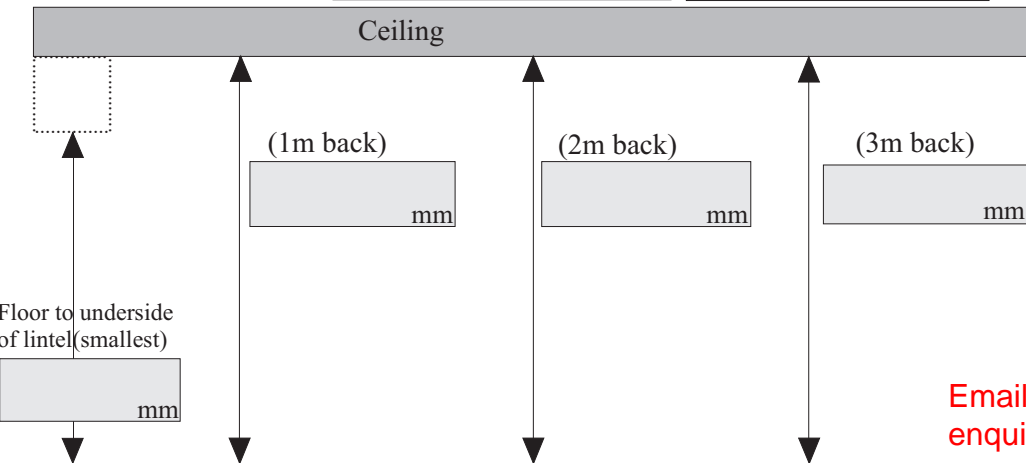 Ceiling
(1m back)
mm
(2m back)
mm
(3m back)
mm
Floor to underside
of lintel(smallest)
mm
Email
enqui